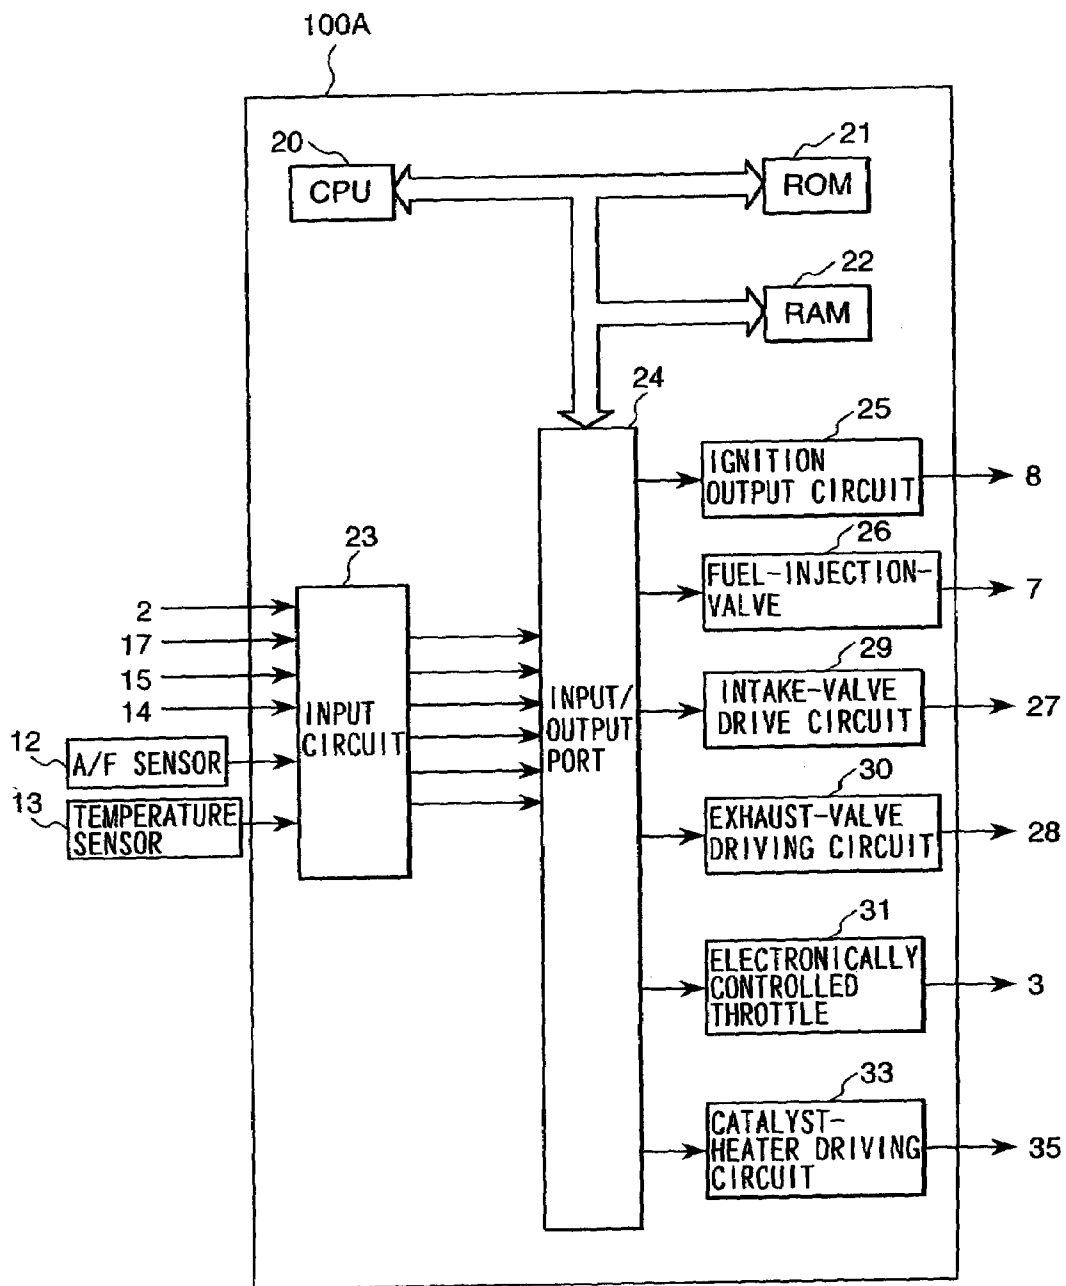 100A
20
CPU
21
ROM
22
RAM
24
25
IGNITION
OUTPUT CIRCUIT
8
26
FUEL-INJECTION-
VALVE
7
23
2
17
15
14
12
A/F SENSOR
13
TEMPERATURE
SENSOR
INPUT
CIRCUIT
INPUT/
OUTPUT
PORT
29
INTAKE-VALVE
DRIVE CIRCUIT
27
30
EXHAUST-VALVE
DRIVING CIRCUIT
28
31
ELECTRONICALLY
CONTROLLED
THROTTLE
3
33
CATALYST-
HEATER DRIVING
CIRCUIT
35